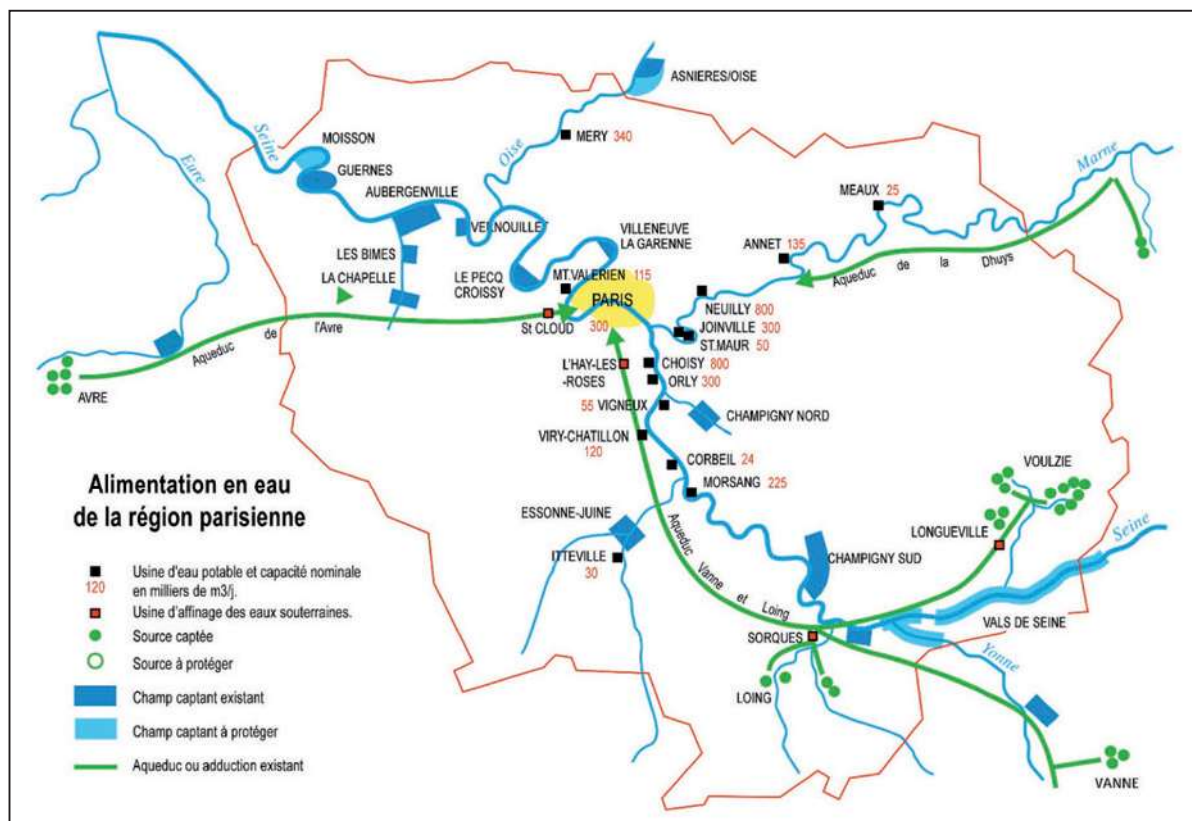 ASNIERES/OISE
MERY 340
Oise
Seine
MOISSON
GUERNES
Eure
AUBERGENVILLE
VERNOUILLET
LES BIMES
LA CHAPELLE
LE PECQ
CROISSY
VILLENEUVE
LA GARENNE
MT.VALERIEN 115
PARIS
St CLOUD
300
Aqueduc de l'Avre
AVRE
Marne
MEAUX 25
ANNET 135
Aqueduc de la Dhuys
NEUILLY 800
JOINVILLE 300
ST.MAUR 50
L'HAY-LES
-ROSES
CHOISY 800
ORLY 300
55 VIGNEUX
CHAMPIGNY NORD
VIRY-CHATILLON
120
CORBEIL 24
MORSANG 225
ESSONNE-JUINE
ITTEVILLE
30
Aqueduc Vanne et Loing
CHAMPIGNY SUD
VOULZIE
LONGUEVILLE
Seine
VALS DE SEINE
SORQUES
Yonne
LOING
VANNE
Alimentation en eau
de la région parisienne
Usine d'eau potable et capacité nominale
120 en milliers de m3/j.
Usine d'affinage des eaux souterraines.
Source captée
Source à protéger
Champ captant existant
Champ captant à protéger
Aqueduc ou adduction existant